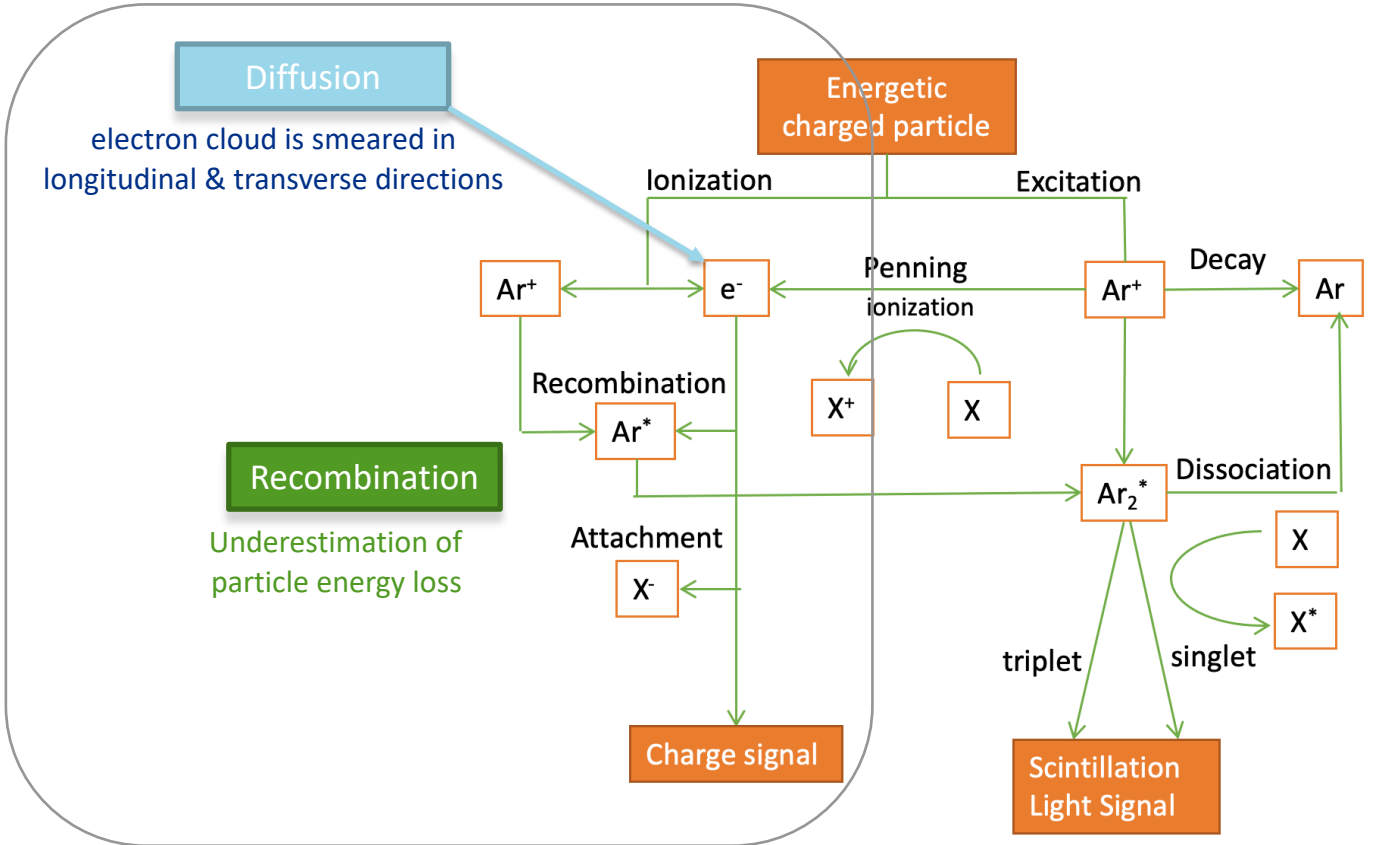 Diffusion
electron cloud is smeared in
longitudinal & transverse directions
Energetic
charged particle
Ionization
Excitation
Ar⁺
e⁻
Penning
ionization
Ar⁺
Decay
Ar
Recombination
Ar*
X⁺
X
Recombination
Underestimation of
particle energy loss
Ar₂*
Dissociation
Attachment
X⁻
X
X*
triplet
singlet
Charge signal
Scintillation
Light Signal